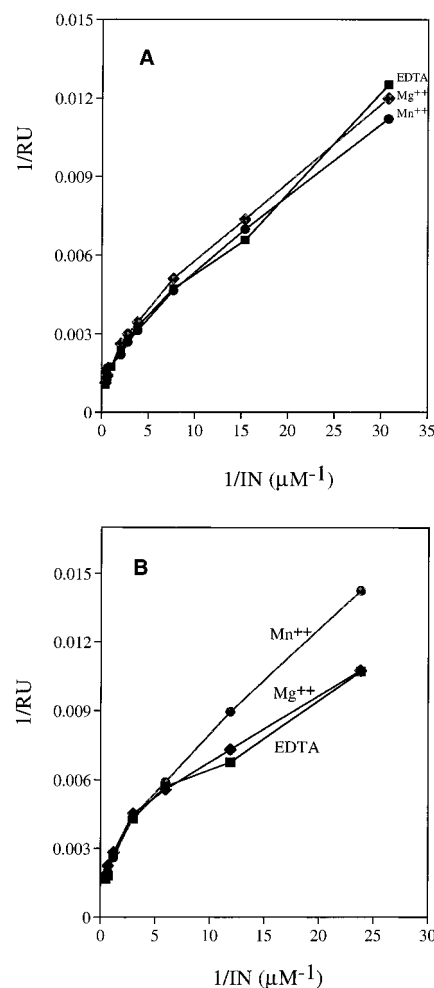 A
0.015
0.012
0.009
0.006
0.003
0
1/RU
EDTA
Mg++
Mn++
0 5 10 15 20 25 30 35
1/IN (µM-1)
B
0.015
0.012
0.009
0.006
0.003
0
1/RU
Mn++
Mg++
EDTA
0 5 10 15 20 25 30
1/IN (µM-1)